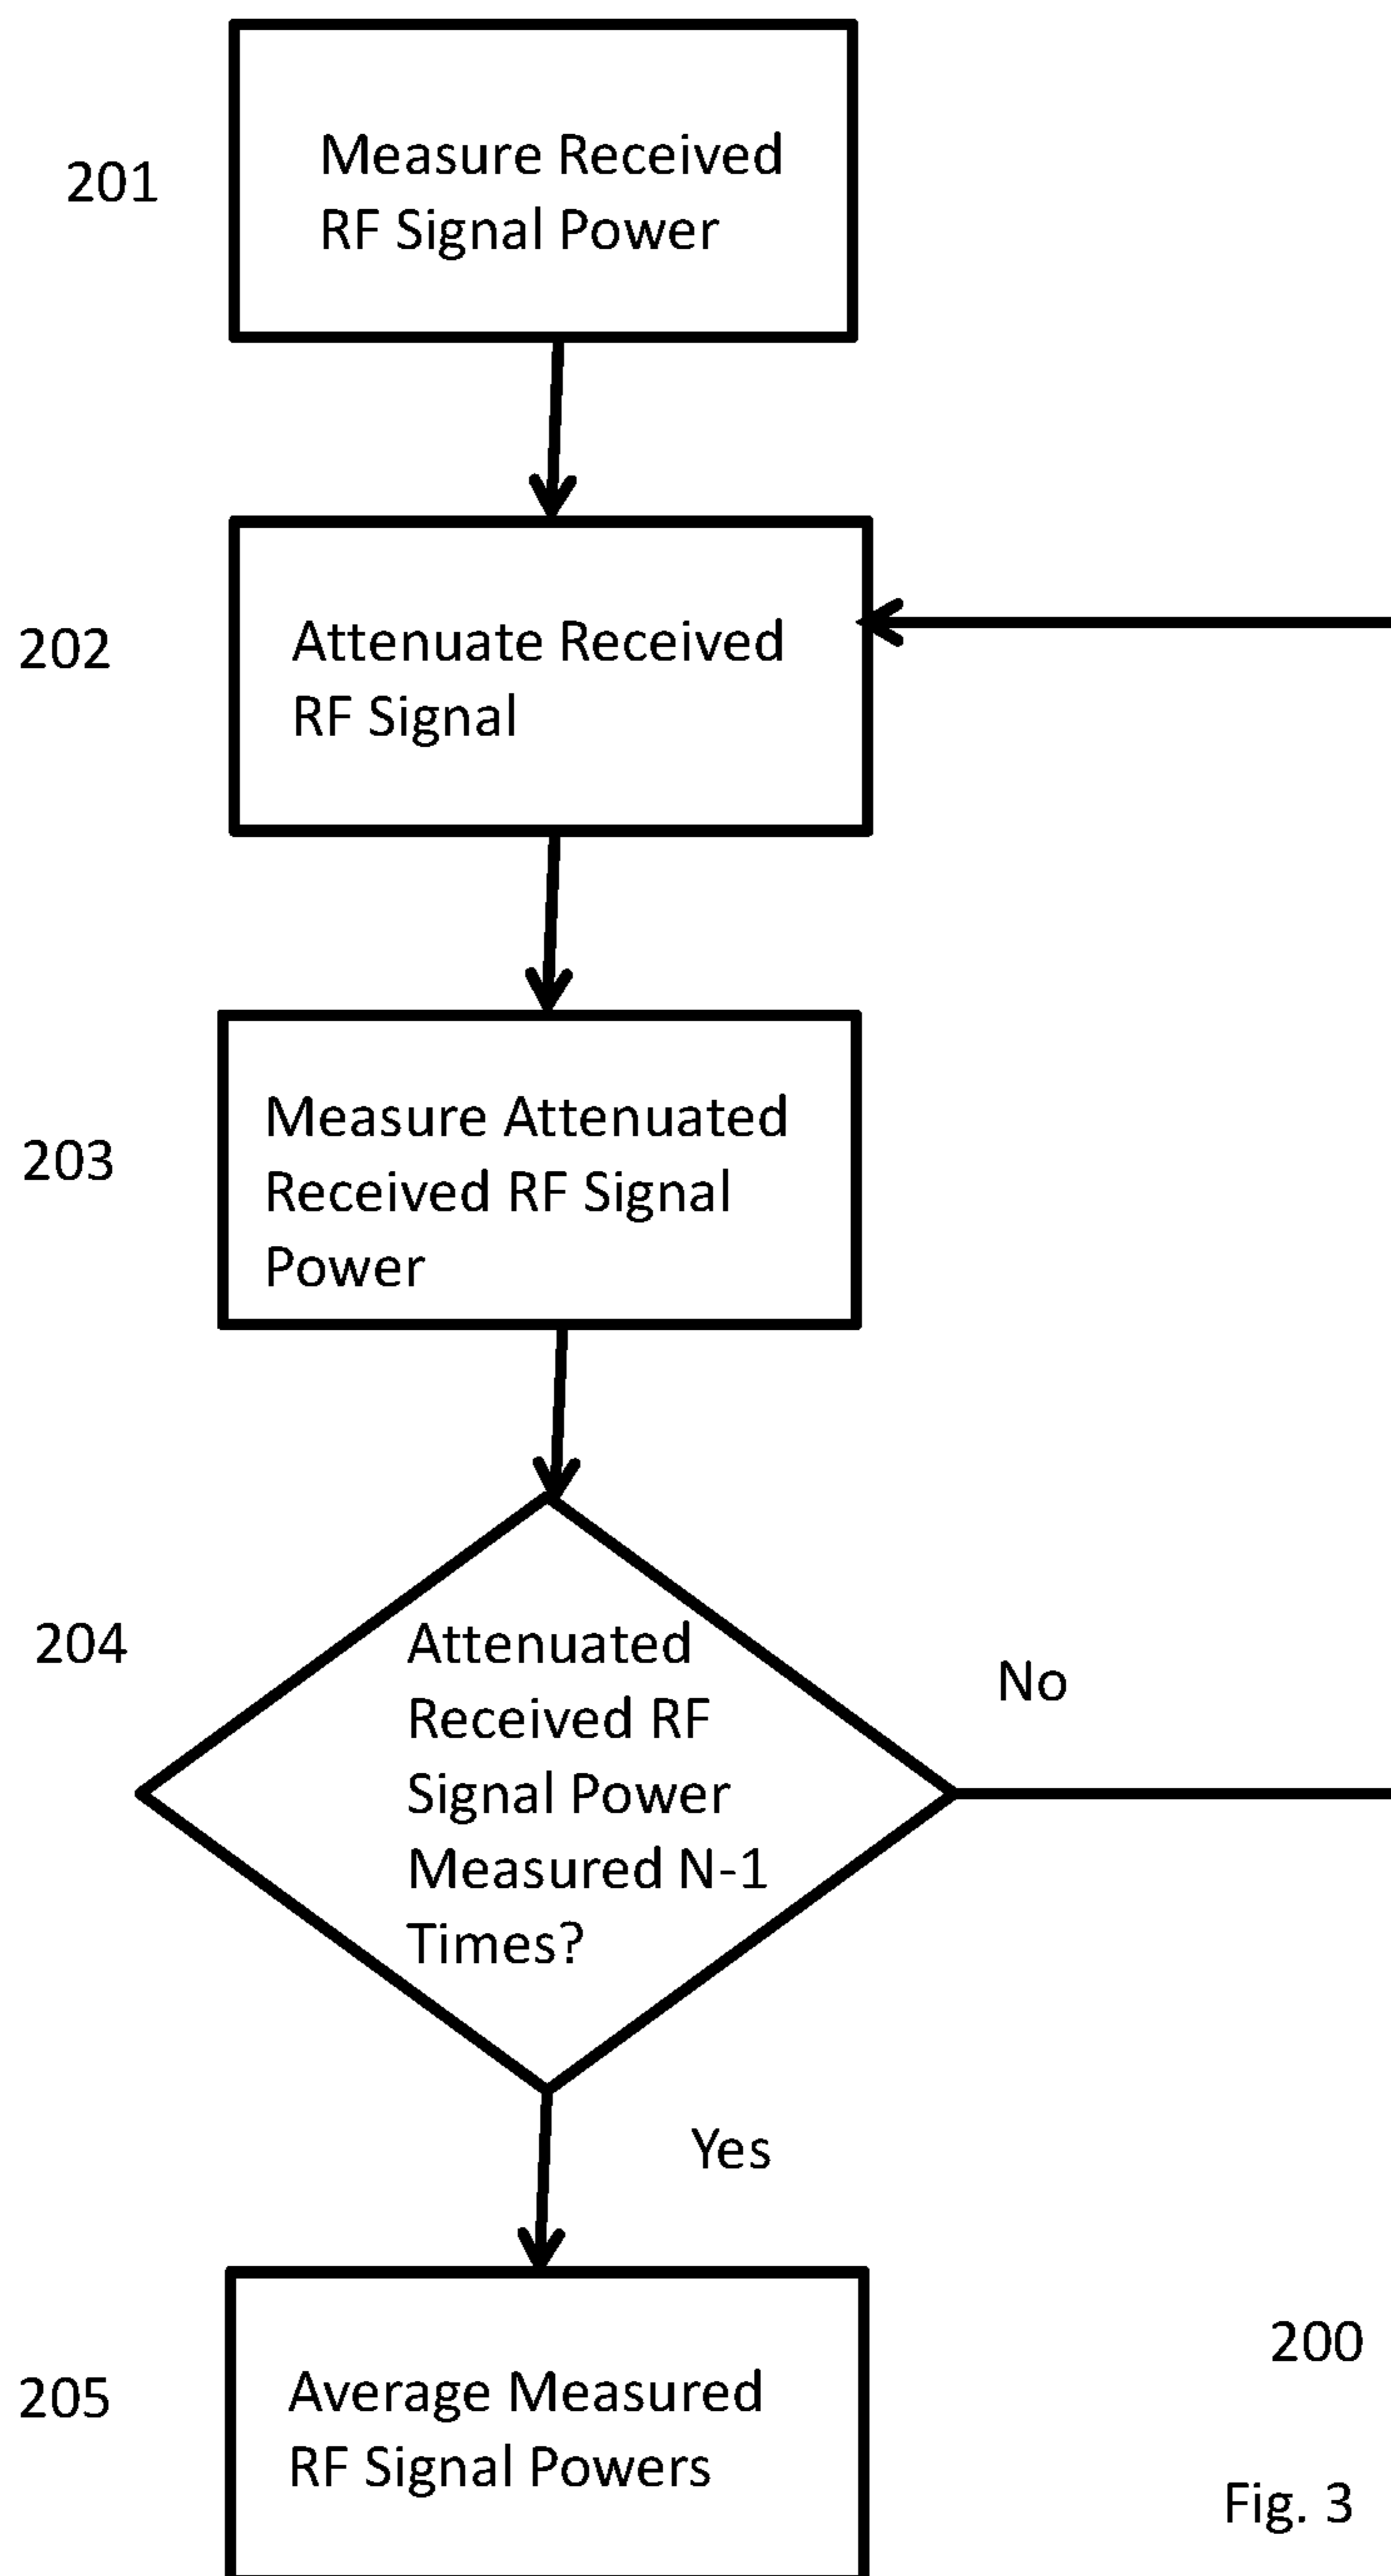 201
Measure Received
RF Signal Power
202
Attenuate Received
RF Signal
203
Measure Attenuated
Received RF Signal
Power
204
Attenuated
Received RF
Signal Power
Measured N-1
Times?
No
Yes
205
Average Measured
RF Signal Powers
200
Fig. 3